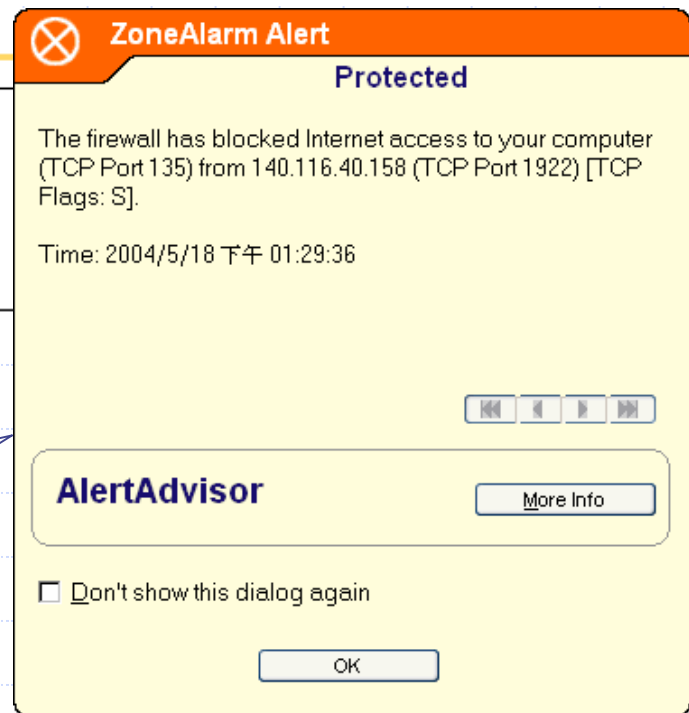 ZoneAlarm Alert
Protected
The firewall has blocked Internet access to your computer
(TCP Port 135) from 140.116.40.158 (TCP Port 1922) [TCP
Flags: S].
Time: 2004/5/18 下午 01:29:36
AlertAdvisor
More Info
Don't show this dialog again
OK